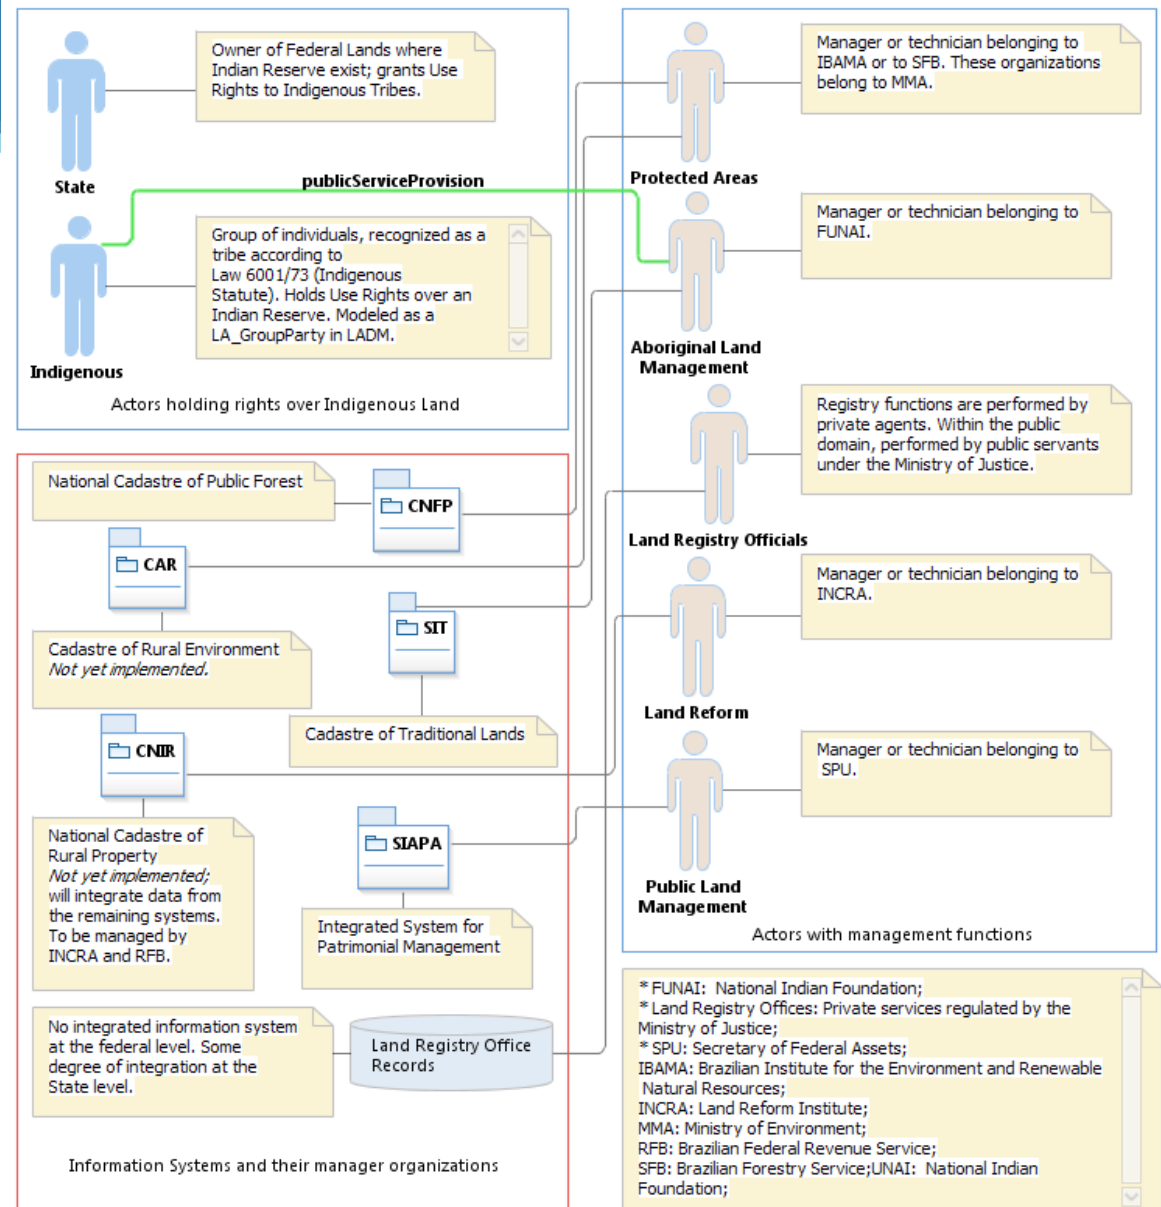 Owner of Federal Lands where
Indian Reserve exist; grants Use
Rights to Indigenous Tribes.
State
publicServiceProvision
Group of individuals, recognized as a
tribe according to
Law 6001/73 (Indigenous
Statute). Holds Use Rights over an
Indian Reserve. Modeled as a
LA_GroupParty in LADM.
Indigenous
Actors holding rights over Indigenous Land
Manager or technician belonging to
IBAMA or to SFB. These organizations
belong to MMA.
Protected Areas
Manager or technician belonging to
FUNAI.
Aboriginal Land
Management
Registry functions are performed by
private agents. Within the public
domain, performed by public servants
under the Ministry of Justice.
Land Registry Officials
Manager or technician belonging to
INCRA.
Land Reform
Manager or technician belonging to
SPU.
Public Land
Management
Actors with management functions
National Cadastre of Public Forest
CNFP
CAR
Cadastre of Rural Environment
Not yet implemented.
SIT
Cadastre of Traditional Lands
CNIR
National Cadastre of
Rural Property
Not yet implemented;
will integrate data from
the remaining systems.
To be managed by
INCRA and RFB.
SIAPA
Integrated System for
Patrimonial Management
No integrated information system
at the federal level. Some
degree of integration at the
State level.
Land Registry Office
Records
Information Systems and their manager organizations
* FUNAI: National Indian Foundation;
* Land Registry Offices: Private services regulated by the
Ministry of Justice;
* SPU: Secretary of Federal Assets;
IBAMA: Brazilian Institute for the Environment and Renewable
Natural Resources;
INCRA: Land Reform Institute;
MMA: Ministry of Environment;
RFB: Brazilian Federal Revenue Service;
SFB: Brazilian Forestry Service;UNAI: National Indian
Foundation;